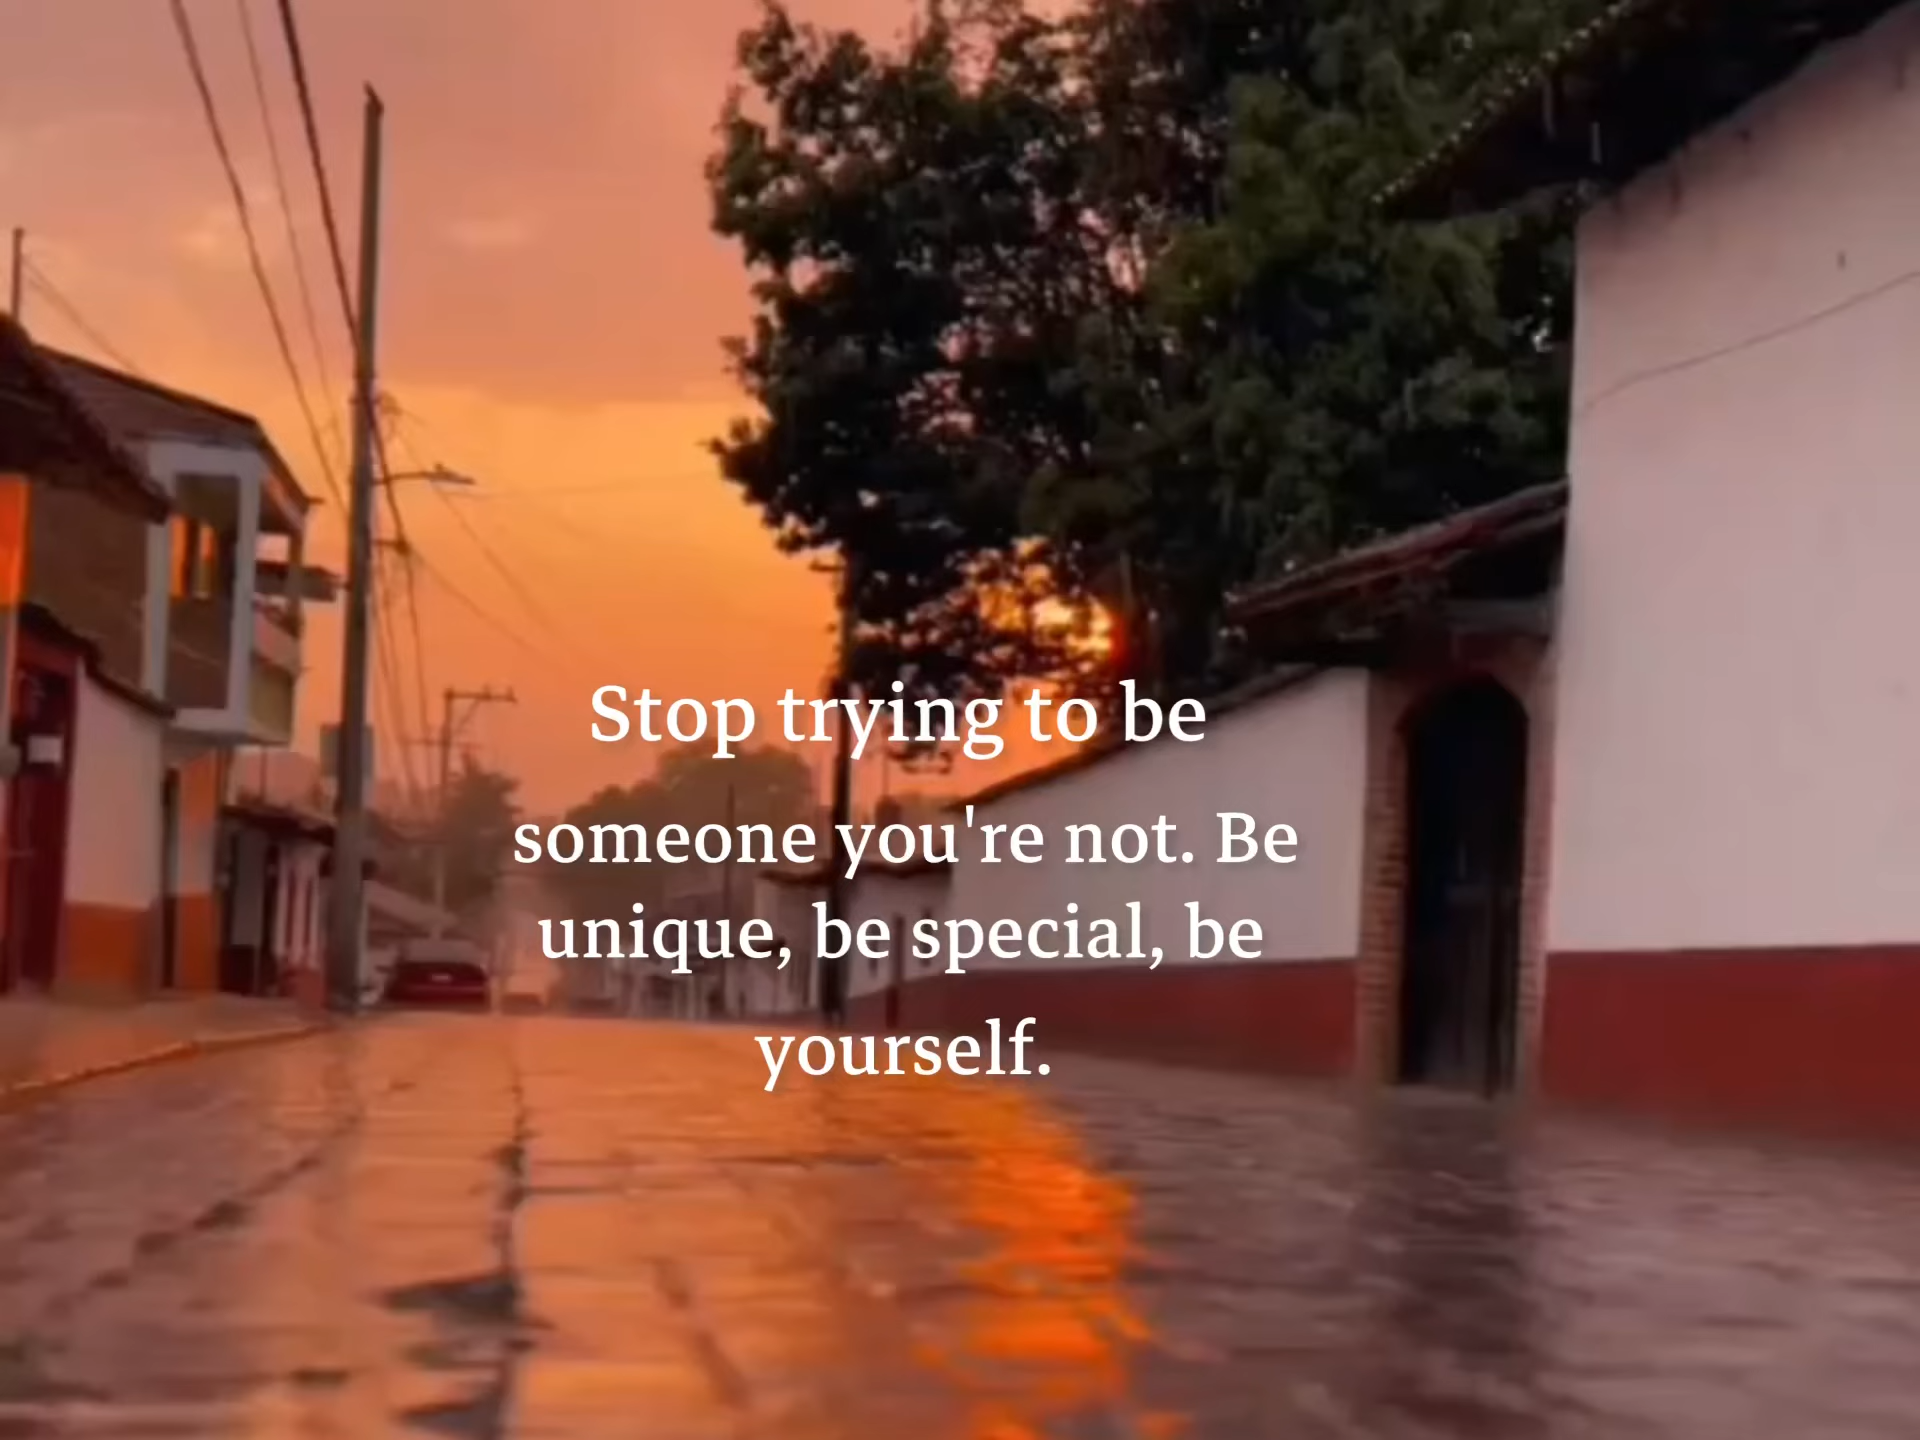 Stop trying to be
someone you're not. Be
unique, be special, be
yourself.